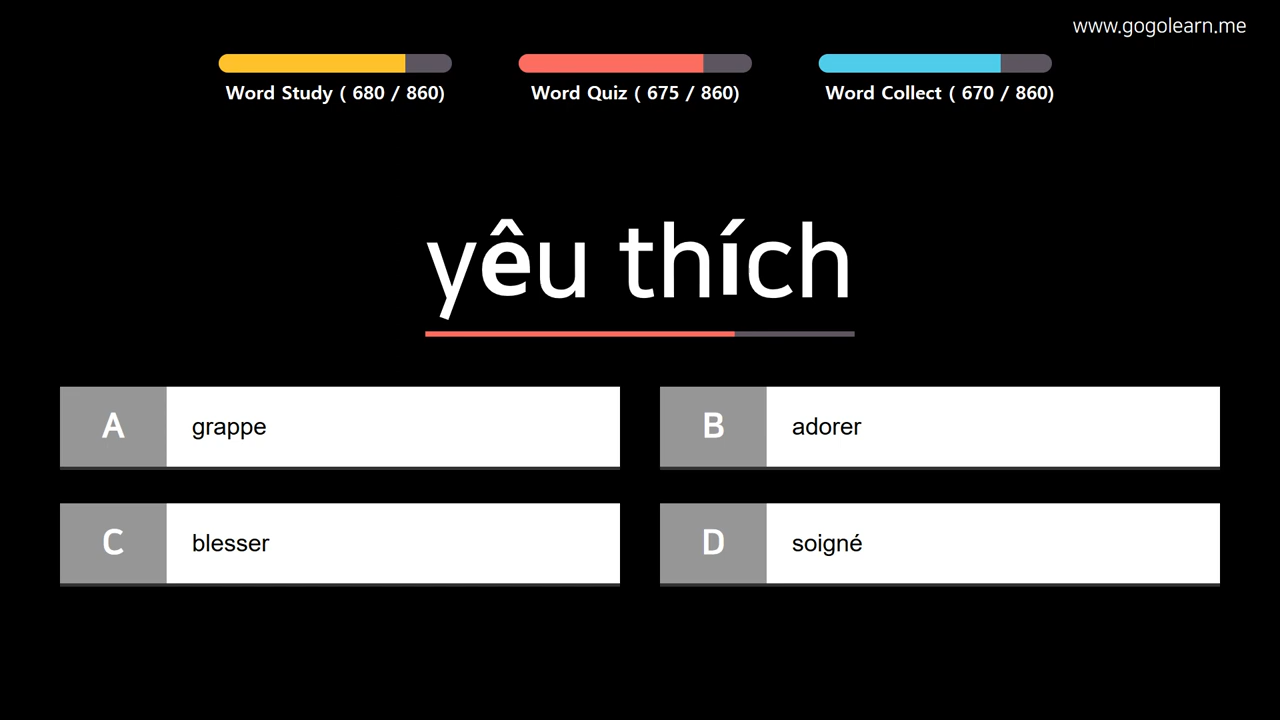 www.gogolearn.me
Word Study ( 680 / 860)
Word Quiz ( 675 / 860)
Word Collect ( 670 / 860)
yêu thích
A grappe
B adorer
C blesser
D soigné